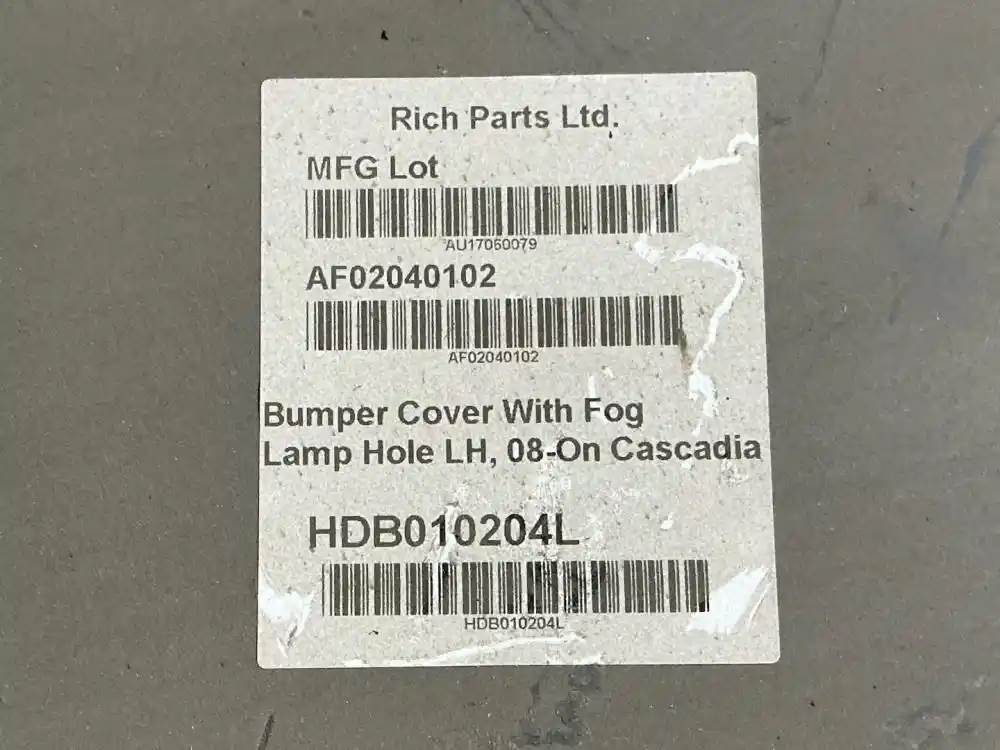 Rich Parts Ltd.
MFG Lot
AU17060079
AF02040102
AF02040102
Bumper Cover With Fog
Lamp Hole LH, 08-On Cascadia
HDB010204L
HDB010204L